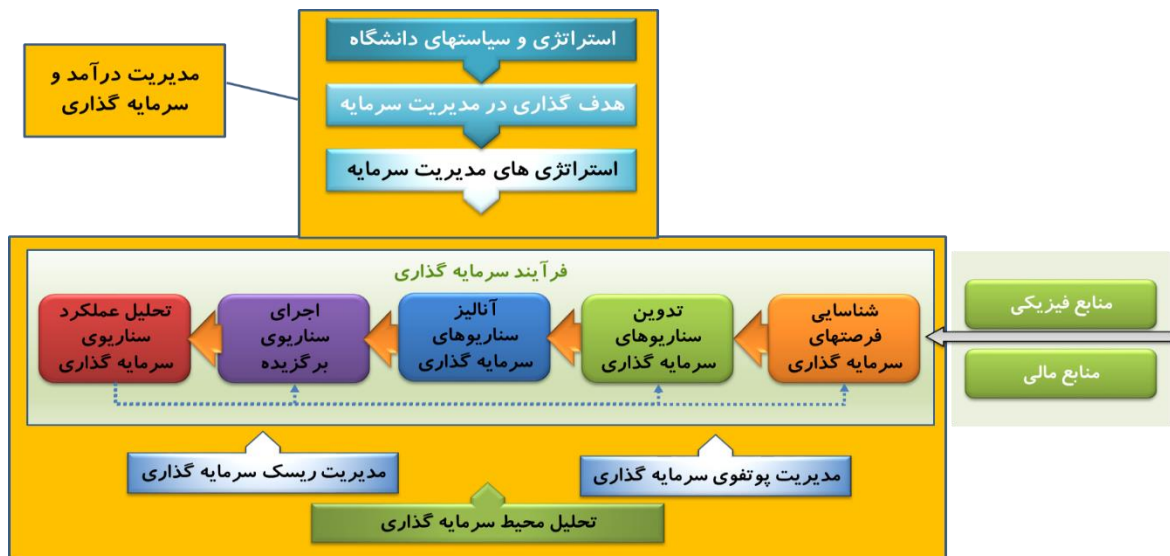 استراتژی و سیاستهای دانشگاه
مدیریت درآمد و
سرمایه گذاری
هدف گذاری در مدیریت سرمایه
استراتژی های مدیریت سرمایه
فرآیند سرمایه گذاری
منابع فیزیکی
منابع مالی
شناسایی
فرصتهای
سرمایه گذاری
تدوین
سناریوهای
سرمایه گذاری
آنالیز
سناریوهای
سرمایه گذاری
اجرای
سناریوی
برگزیده
تحلیل عملکرد
سناریوی
سرمایه گذاری
مدیریت پوتفوی سرمایه گذاری
مدیریت ریسک سرمایه گذاری
تحلیل محیط سرمایه گذاری